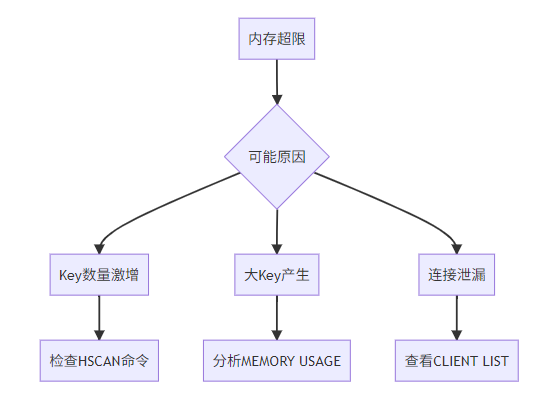 内存超限
可能原因
Key数量激增
大Key产生
连接泄漏
检查HSCAN命令
分析MEMORY USAGE
查看CLIENT LIST